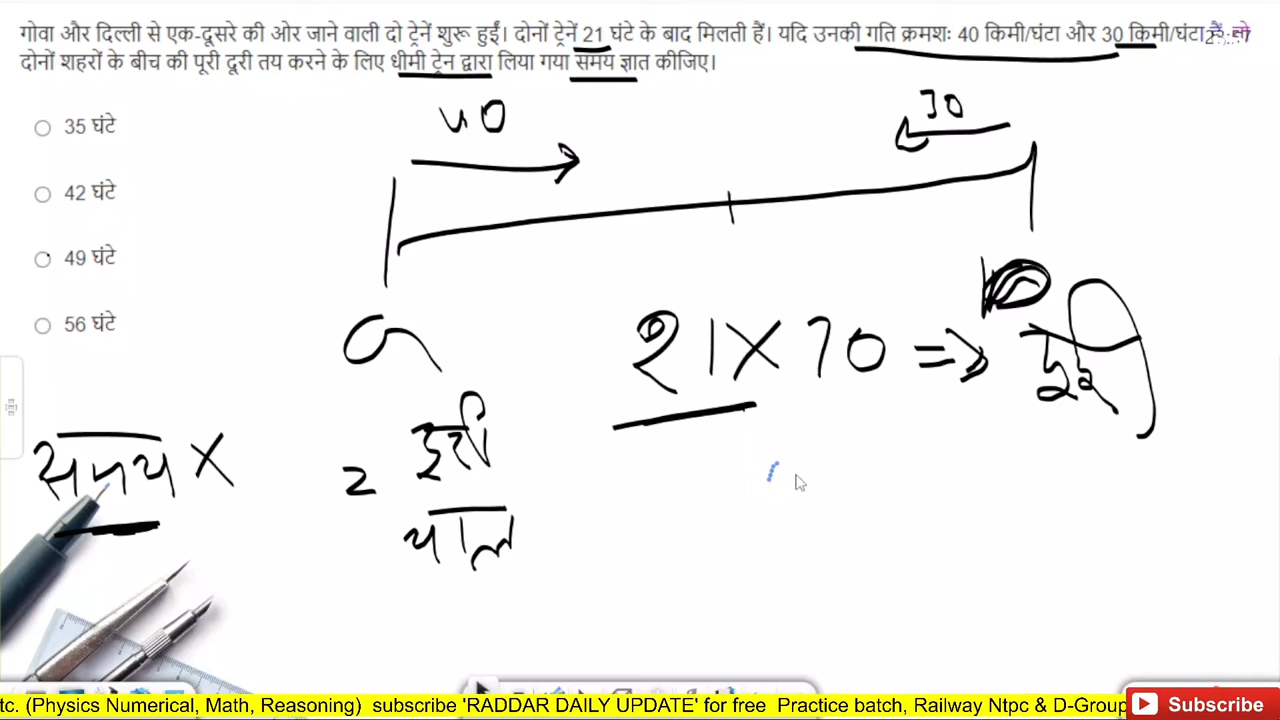 गोवा और दिल्ली से एक-दूसरे की ओर जाने वाली दो ट्रेनें शुरू हुईं। दोनों ट्रेनें 21 घंटे के बाद मिलती हैं। यदि उनकी गति क्रमशः 40 किमी/घंटा और 30 किमी/घंटा है, तो
दोनों शहरों के बीच की पूरी दूरी तय करने के लिए धीमी ट्रेन द्वारा लिया गया समय ज्ञात कीजिए।
35 घंटे
42 घंटे
49 घंटे
56 घंटे
40
30
21 X 70 =>
समय X
=
चाल
etc. (Physics Numerical, Math, Reasoning) subscribe 'RADDAR DAILY UPDATE' for free Practice batch, Railway Ntpc & D-Group
Subscribe